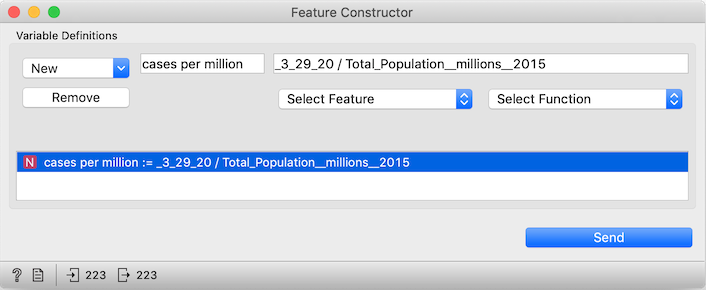 Feature Constructor
Variable Definitions
New
cases per million
_3_29_20 / Total_Population__millions__2015
Remove
Select Feature
Select Function
N cases per million := _3_29_20 / Total_Population__millions__2015
Send
? 223 223